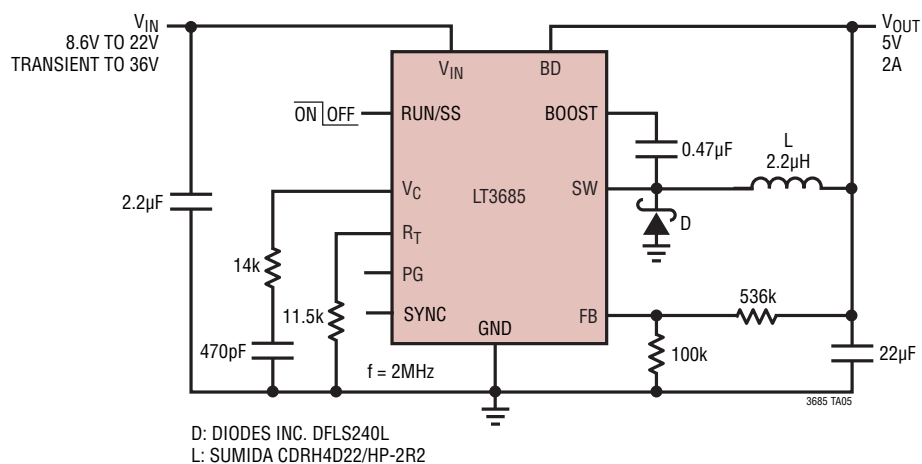 VIN
8.6V TO 22V
TRANSIENT TO 36V
VOUT
5V
2A
VIN
BD
ON OFF
RUN/SS
BOOST
0.47µF
L
2.2µH
VC
LT3685
SW
2.2µF
D
RT
14k
PG
11.5k
536k
SYNC
FB
GND
470pF
f = 2MHz
100k
22µF
3685 TA05
D: DIODES INC. DFLS240L
L: SUMIDA CDRH4D22/HP-2R2